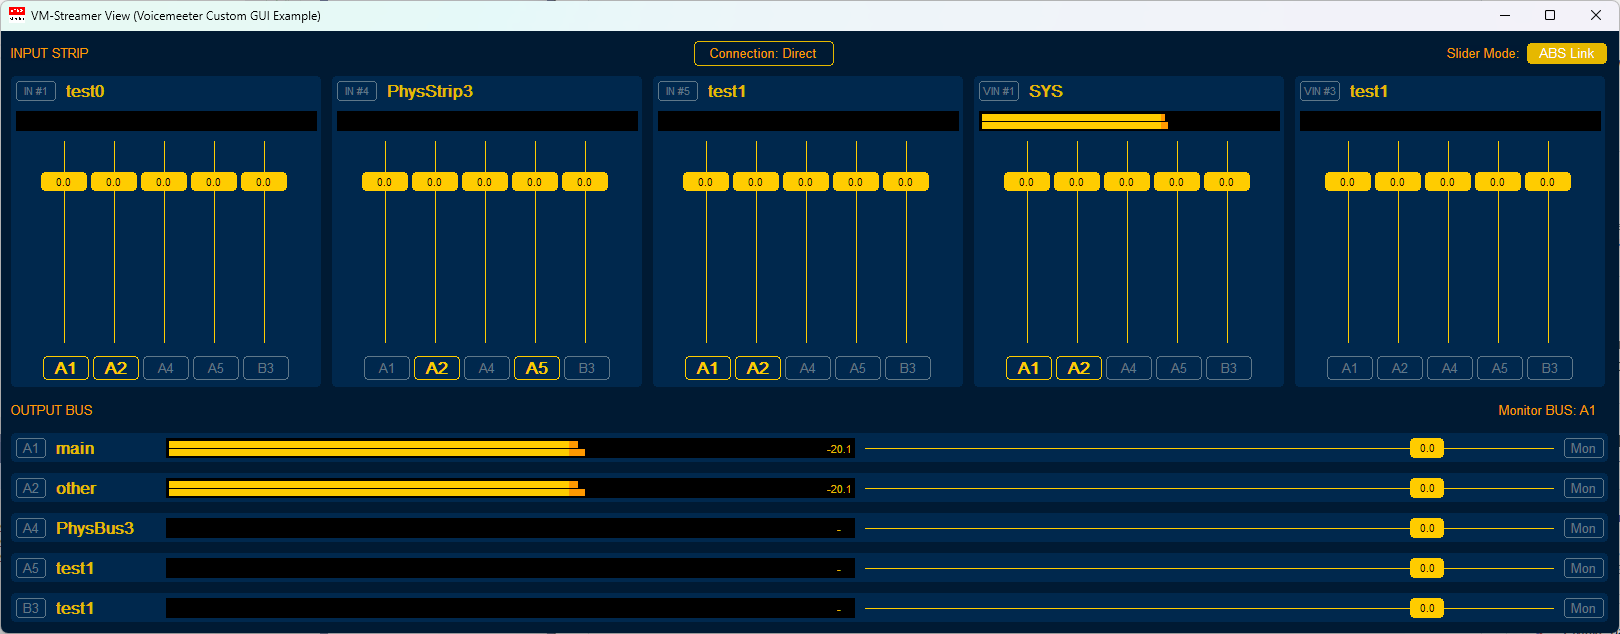 VM-Streamer View (Voicemeeter Custom GUI Example)
INPUT STRIP Connection: Direct Slider Mode: ABS Link
IN #1 test0 IN #4 PhysStrip3 IN #5 test1 VIN #1 SYS VIN #3 test1
0.0 0.0 0.0 0.0 0.0 0.0 0.0 0.0 0.0 0.0 0.0 0.0 0.0 0.0 0.0 0.0 0.0 0.0 0.0 0.0 0.0 0.0 0.0 0.0 0.0
A1 A2 A4 A5 B3 A1 A2 A4 A5 B3 A1 A2 A4 A5 B3 A1 A2 A4 A5 B3 A1 A2 A4 A5 B3
OUTPUT BUS Monitor BUS: A1
A1 main -20.1 0.0 Mon
A2 other -20.1 0.0 Mon
A4 PhysBus3 - 0.0 Mon
A5 test1 - 0.0 Mon
B3 test1 - 0.0 Mon